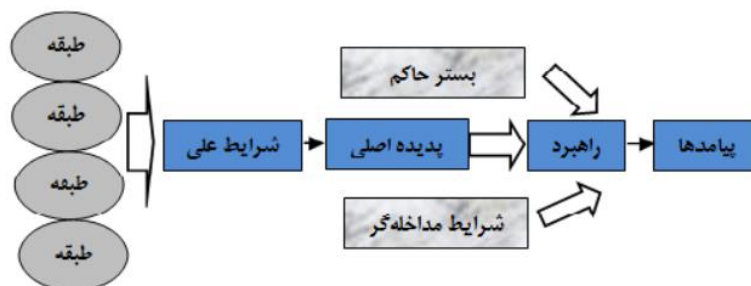 طبقه
طبقه
طبقه
طبقه
بستر حاکم
شرایط علی
پدیده اصلی
راهبرد
پیامدها
شرایط مداخله‌گر